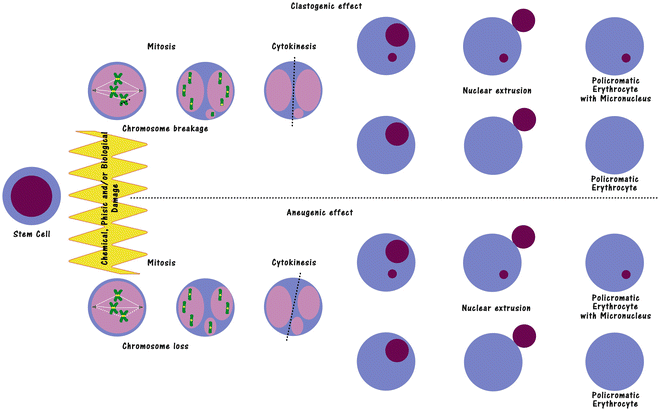 Clastogenic effect
Mitosis
Cytokinesis
Chromosome breakage
Nuclear extrusion
Policromatic
Erythrocyte
with Micronucleus
Policromatic
Erythrocyte
Stem Cell
Chemical, Phisic and/or Biological
Damage
Aneugenic effect
Mitosis
Cytokinesis
Chromosome loss
Nuclear extrusion
Policromatic
Erythrocyte
with Micronucleus
Policromatic
Erythrocyte